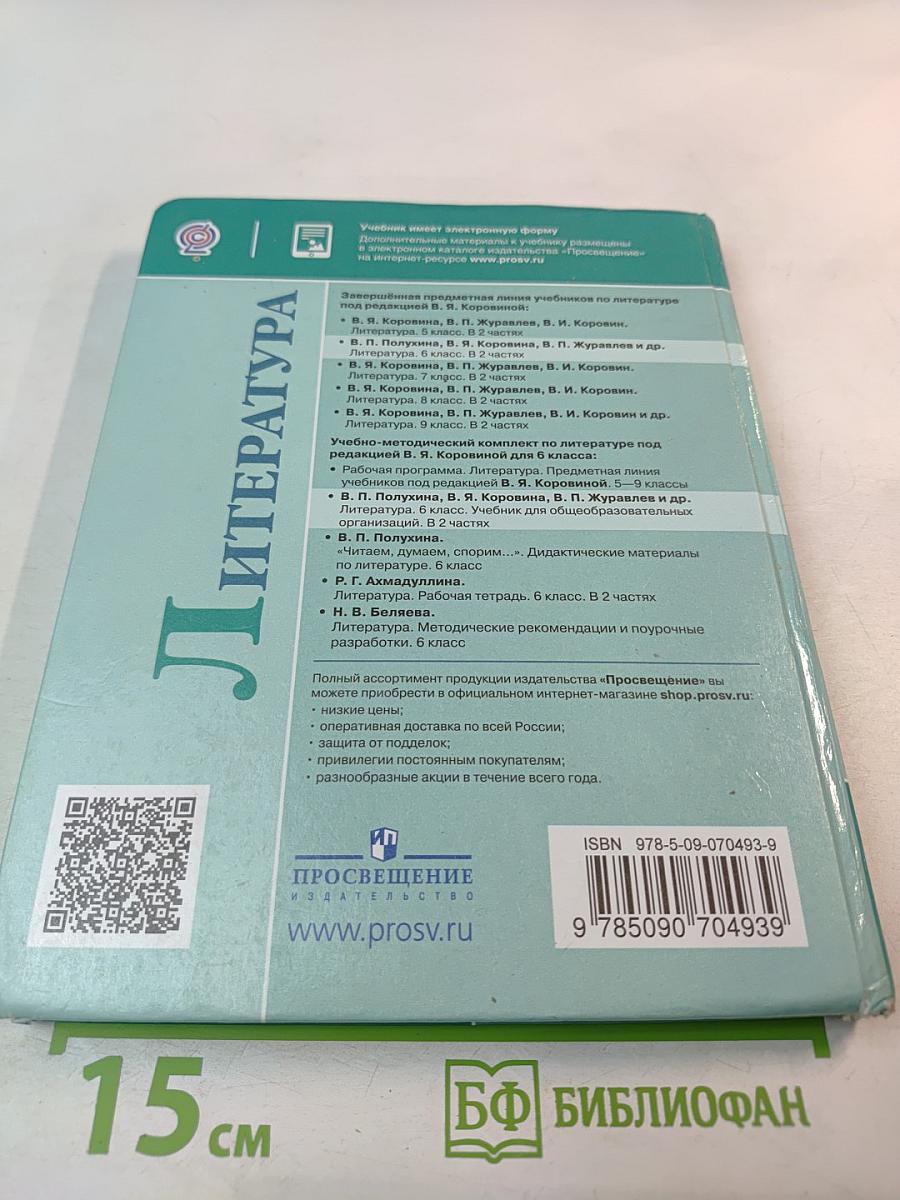 Учебник имеет электронную форму
Дополнительные материалы к учебнику размещены
в электронном каталоге издательства «Просвещение»
на интернет-ресурсе www.prosv.ru
ЛИТЕРАТУРА
Завершённая предметная линия учебников по литературе
под редакцией В. Я. Коровиной:
• В. Я. Коровина, В. П. Журавлев, В. И. Коровин.
Литература. 5 класс. В 2 частях
• В. П. Полухина, В. Я. Коровина, В. П. Журавлев и др.
Литература. 6 класс. В 2 частях
• В. Я. Коровина, В. П. Журавлев, В. И. Коровин.
Литература. 7 класс. В 2 частях
• В. Я. Коровина, В. П. Журавлев, В. И. Коровин.
Литература. 8 класс. В 2 частях
• В. Я. Коровина, В. П. Журавлев, В. И. Коровин и др.
Литература. 9 класс. В 2 частях
Учебно-методический комплект по литературе под
редакцией В. Я. Коровиной для 6 класса:
• Рабочая программа. Литература. Предметная линия
учебников под редакцией В. Я. Коровиной. 5—9 классы
• В. П. Полухина, В. Я. Коровина, В. П. Журавлев и др.
Литература. 6 класс. Учебник для общеобразовательных
организаций. В 2 частях
• В. П. Полухина.
«Читаем, думаем, спорим...». Дидактические материалы
по литературе. 6 класс
• Р. Г. Ахмадуллина.
Литература. Рабочая тетрадь. 6 класс. В 2 частях
• Н. В. Беляева.
Литература. Методические рекомендации и поурочные
разработки. 6 класс
Полный ассортимент продукции издательства «Просвещение» вы
можете приобрести в официальном интернет-магазине shop.prosv.ru:
• низкие цены;
• оперативная доставка по всей России;
• защита от подделок;
• привилегии постоянным покупателям;
• разнообразные акции в течение всего года.
ИП
ПРОСВЕЩЕНИЕ
ИЗДАТЕЛЬСТВО
www.prosv.ru
ISBN 978-5-09-070493-9
9 785090 704939
15 см
БФ БИБЛИОФАН